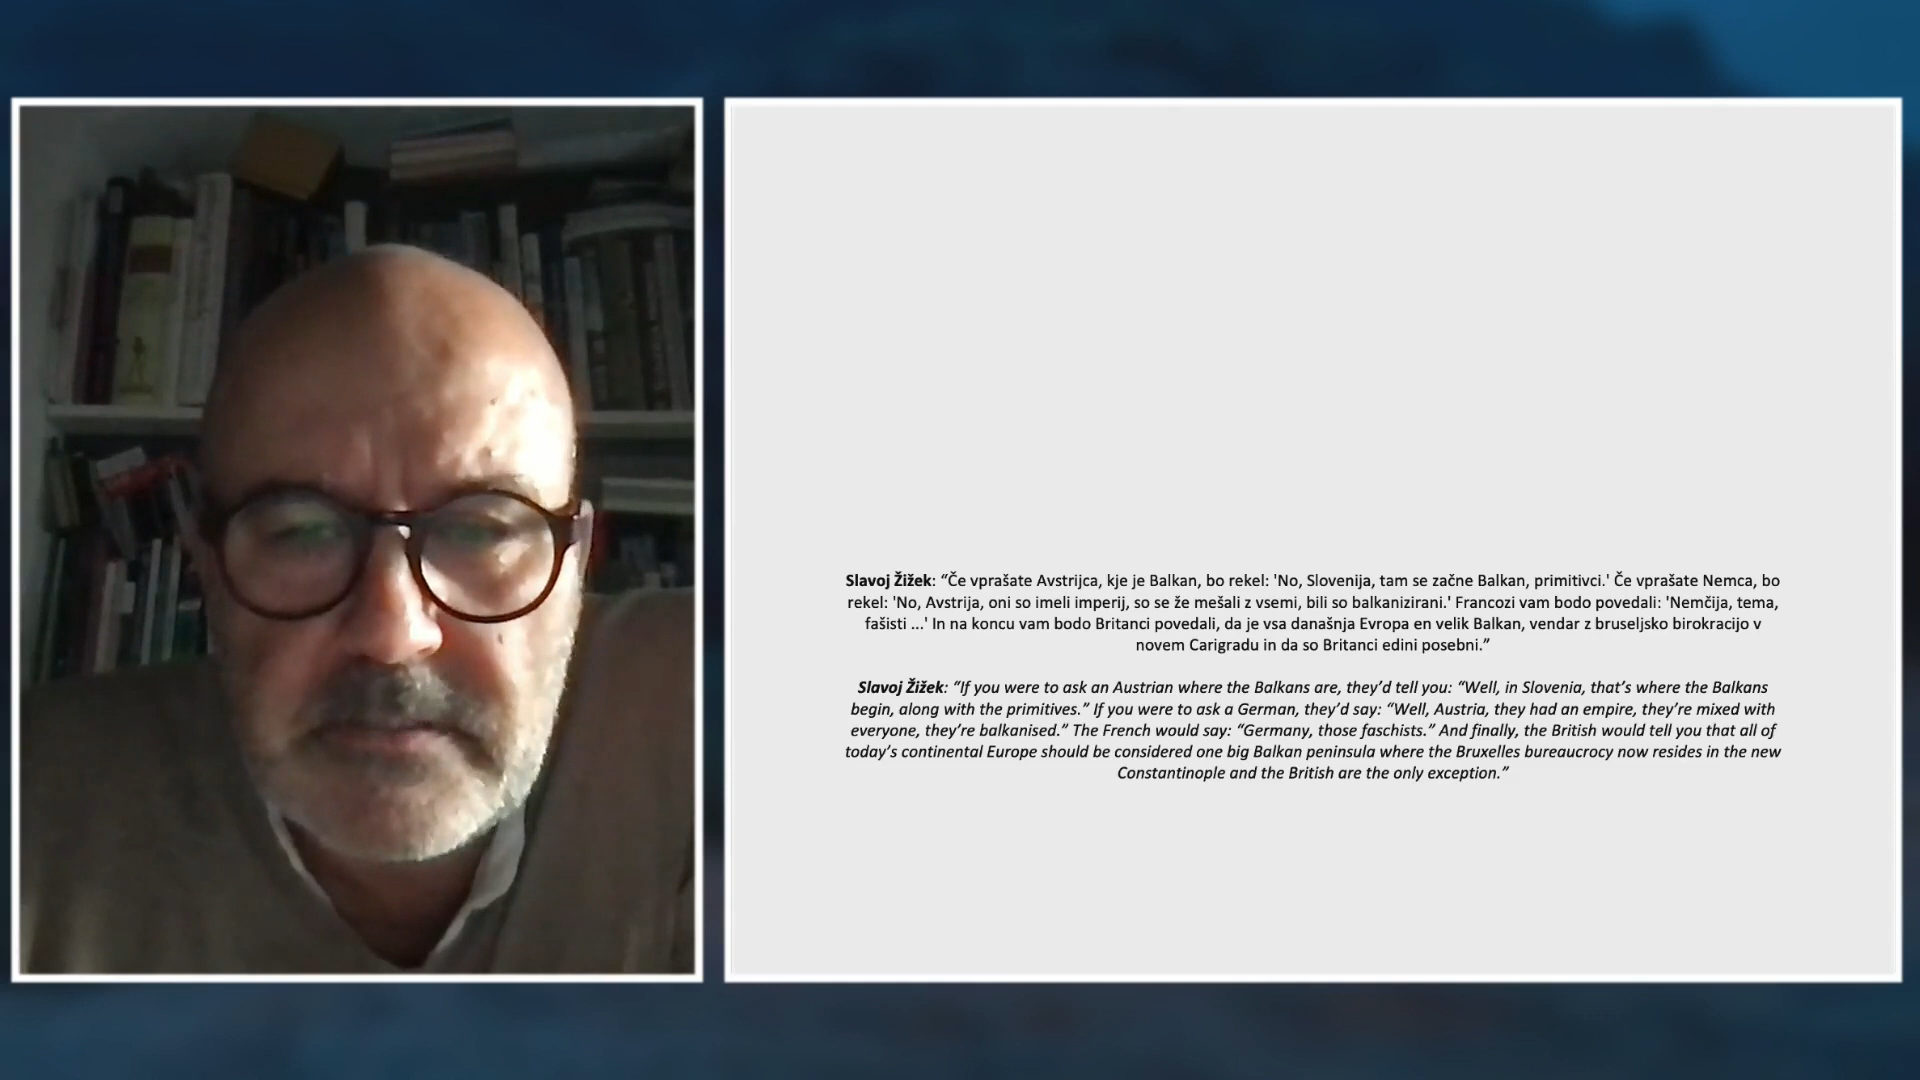 Slavoj Žižek: “Če vprašate Avstrijca, kje je Balkan, bo rekel: 'No, Slovenija, tam se začne Balkan, primitivci.' Če vprašate Nemca, bo
rekel: 'No, Avstrija, oni so imeli imperij, so se že mešali z vsemi, bili so balkanizirani.' Francozi vam bodo povedali: 'Nemčija, tema,
fašisti ...' In na koncu vam bodo Britanci povedali, da je vsa današnja Evropa en velik Balkan, vendar z bruseljsko birokracijo v
novem Carigradu in da so Britanci edini posebni.”
Slavoj Žižek: “If you were to ask an Austrian where the Balkans are, they’d tell you: “Well, in Slovenia, that’s where the Balkans
begin, along with the primitives.” If you were to ask a German, they’d say: “Well, Austria, they had an empire, they’re mixed with
everyone, they’re balkanised.” The French would say: “Germany, those faschists.” And finally, the British would tell you that all of
today’s continental Europe should be considered one big Balkan peninsula where the Bruxelles bureaucrocy now resides in the new
Constantinople and the British are the only exception.”